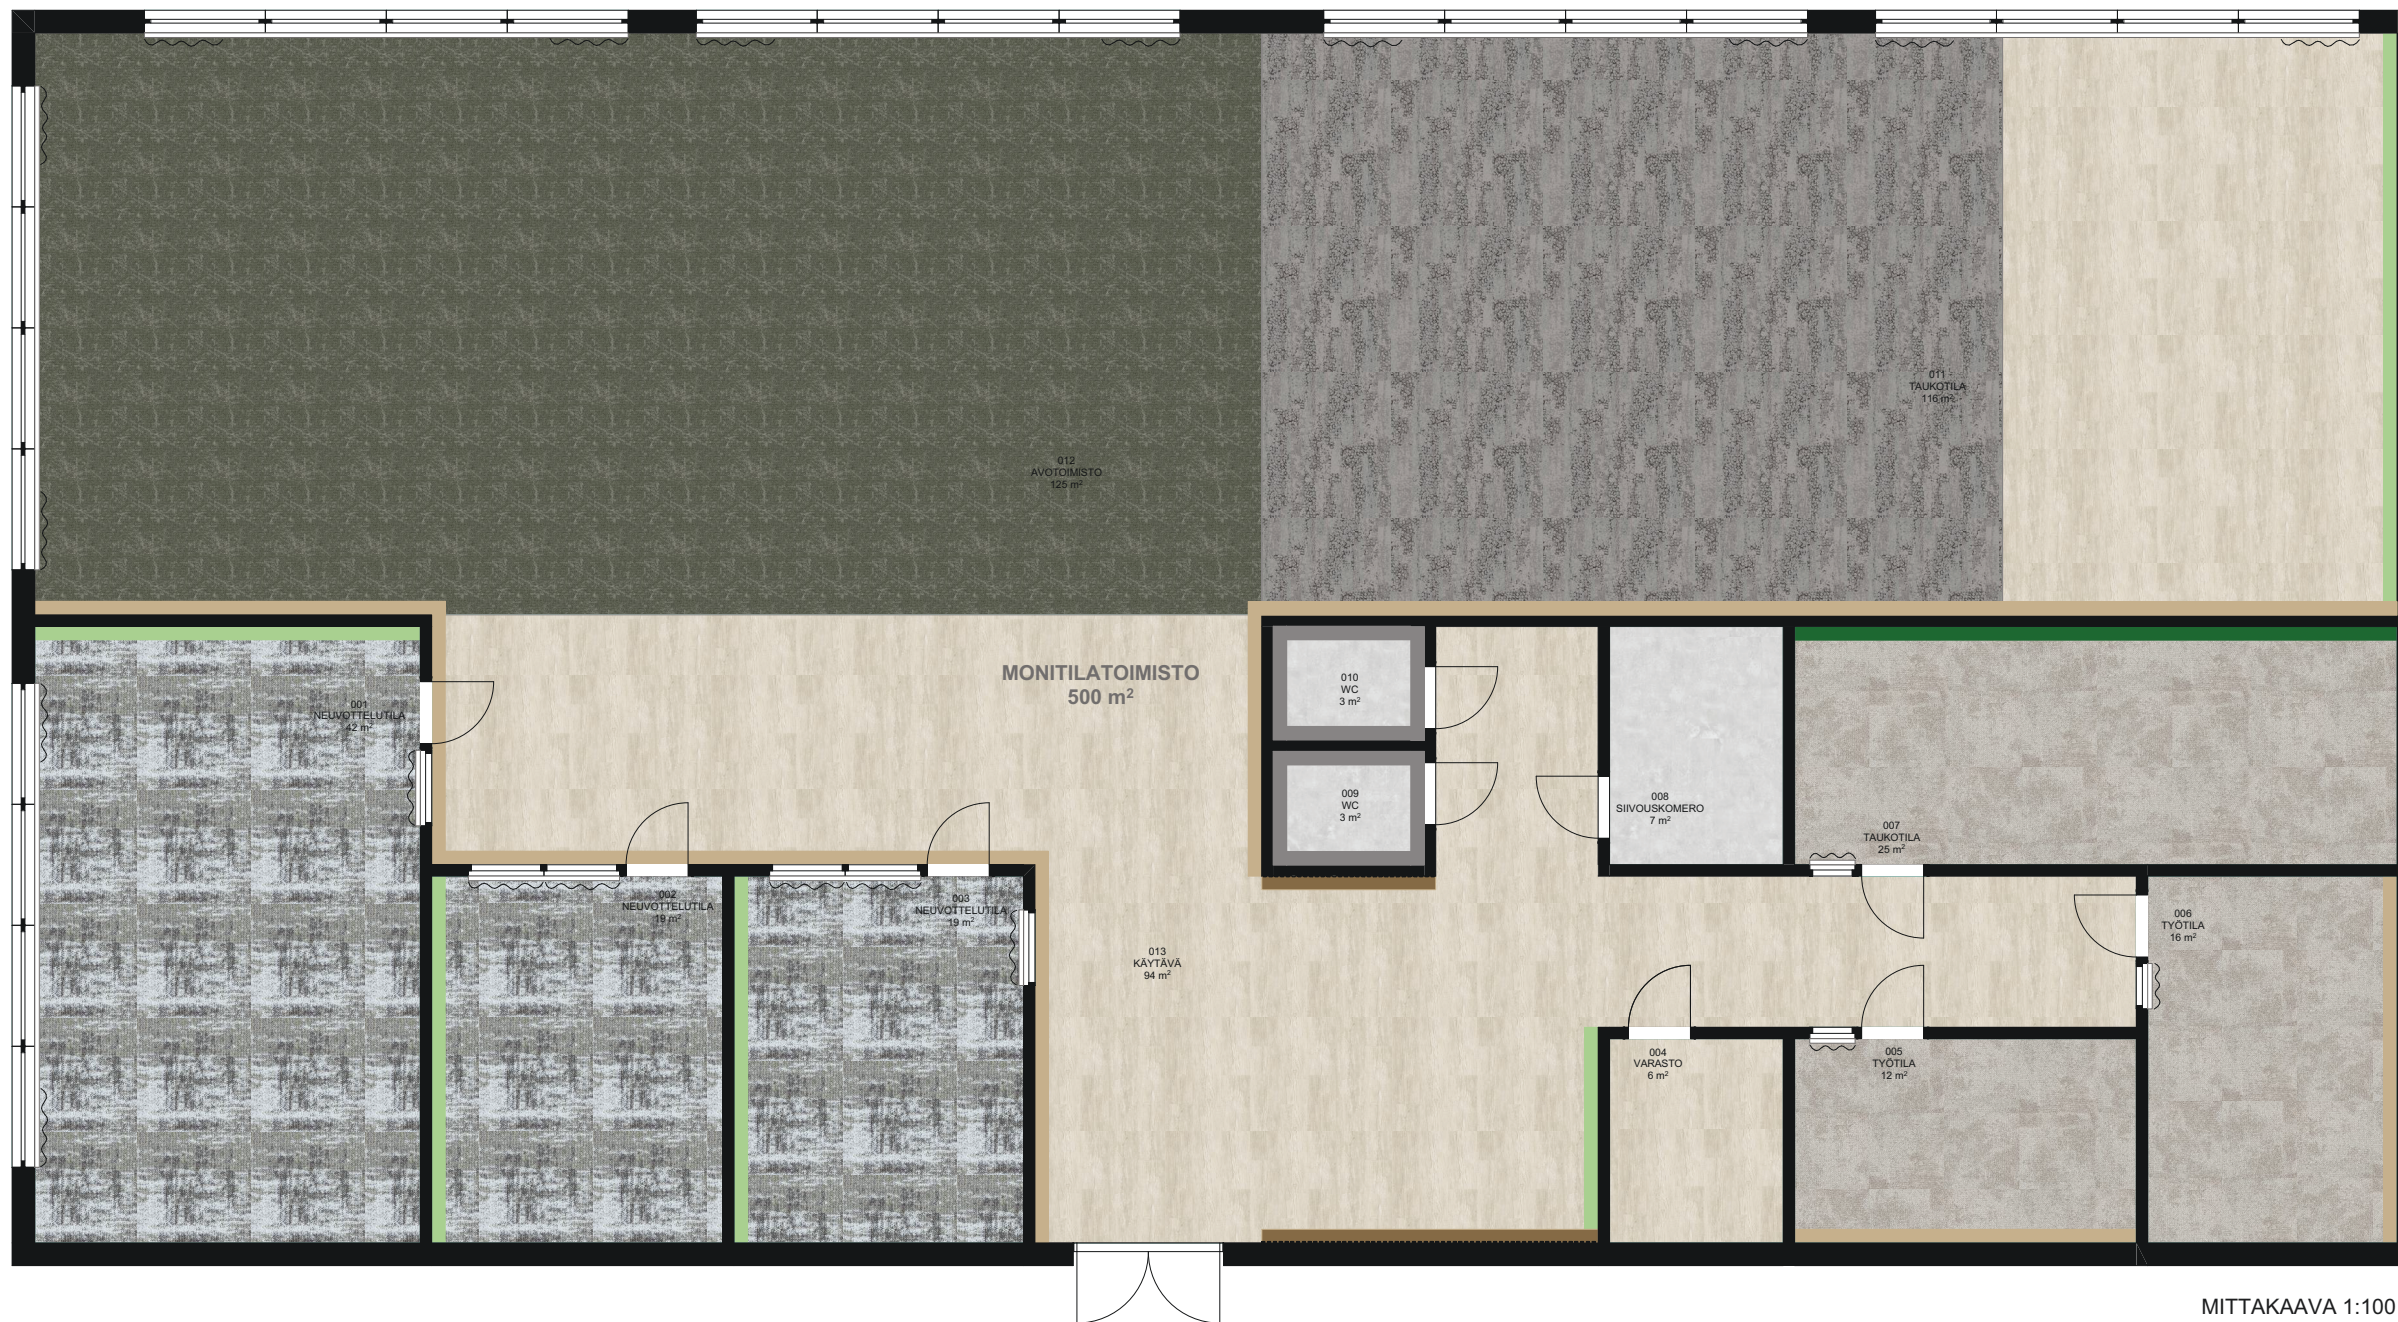 011
TAUKOTILA
116 m²
012
AVOTOIMISTO
125 m²
MONITILATOIMISTO
500 m²
010
WC
3 m²
001
NEUVOTTELUTILA
42 m²
009
WC
3 m²
008
SIIVOUSKOMERO
7 m²
007
TAUKOTILA
25 m²
002
NEUVOTTELUTILA
19 m²
003
NEUVOTTELUTILA
19 m²
006
TYÖTILA
16 m²
013
KÄYTÄVÄ
94 m²
004
VARASTO
6 m²
005
TYÖTILA
12 m²
MITTAKAAVA 1:100